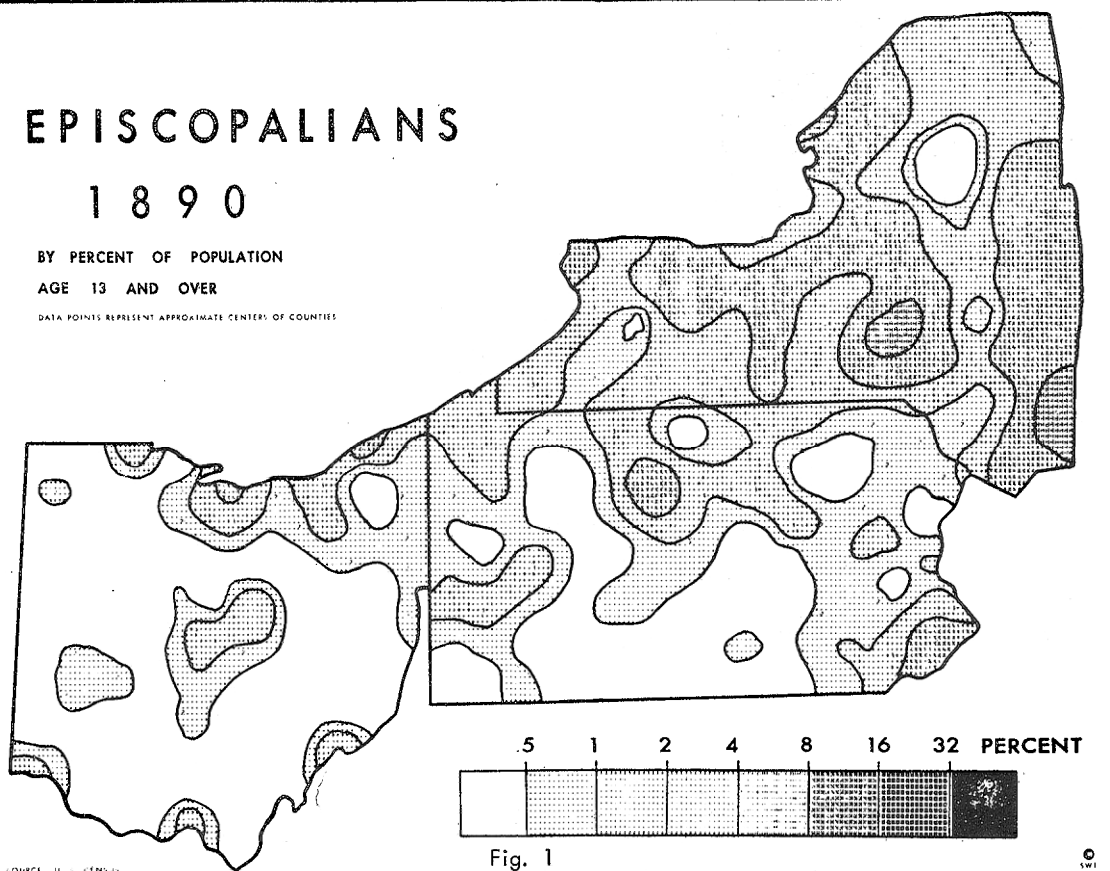 EPISCOPALIANS
1890
BY PERCENT OF POPULATION
AGE 13 AND OVER
DATA POINTS REPRESENT APPROXIMATE CENTERS OF COUNTIES
.5 1 2 4 8 16 32 PERCENT
Fig. 1
SOURCE
©